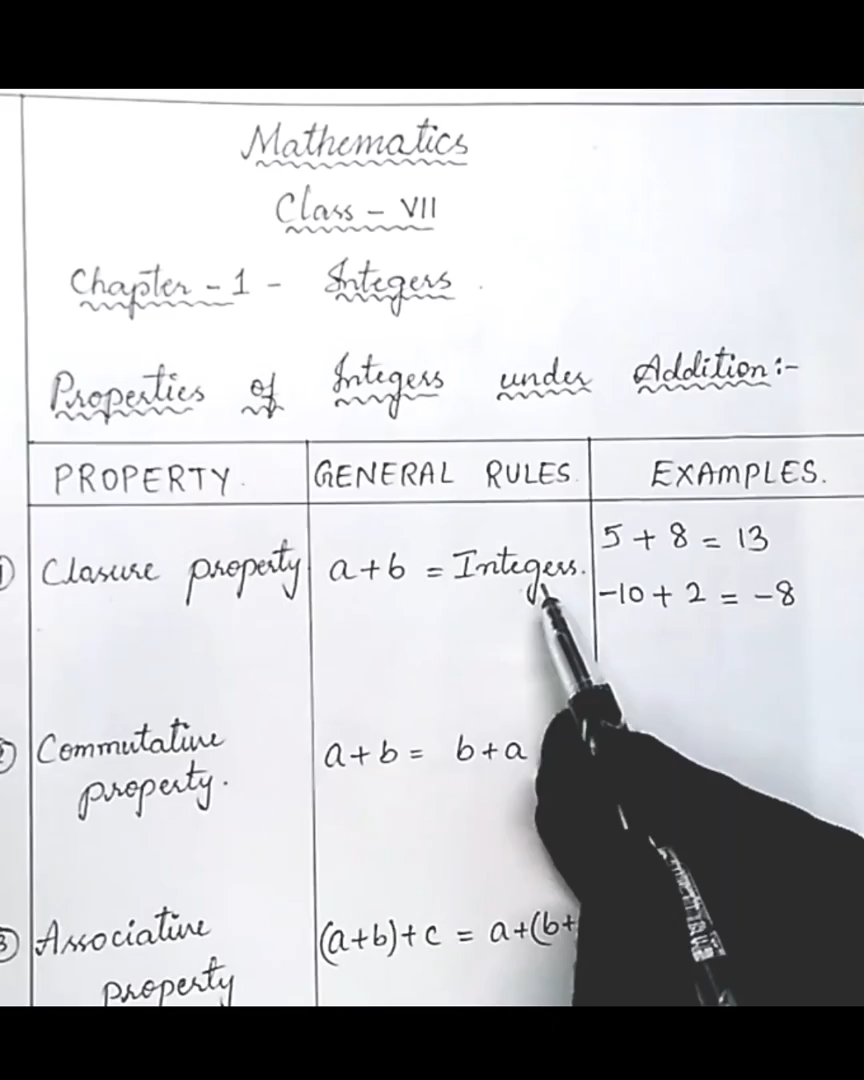 Mathematics
Class - VII
Chapter - 1 - Integers.
Properties of Integers under Addition:-
PROPERTY. GENERAL RULES. EXAMPLES.
1) Clasure property a+b = Integers. 5 + 8 = 13
-10 + 2 = -8
2) Commutative a+b = b+a
property.
3) Associative (a+b)+c = a+(b+
property